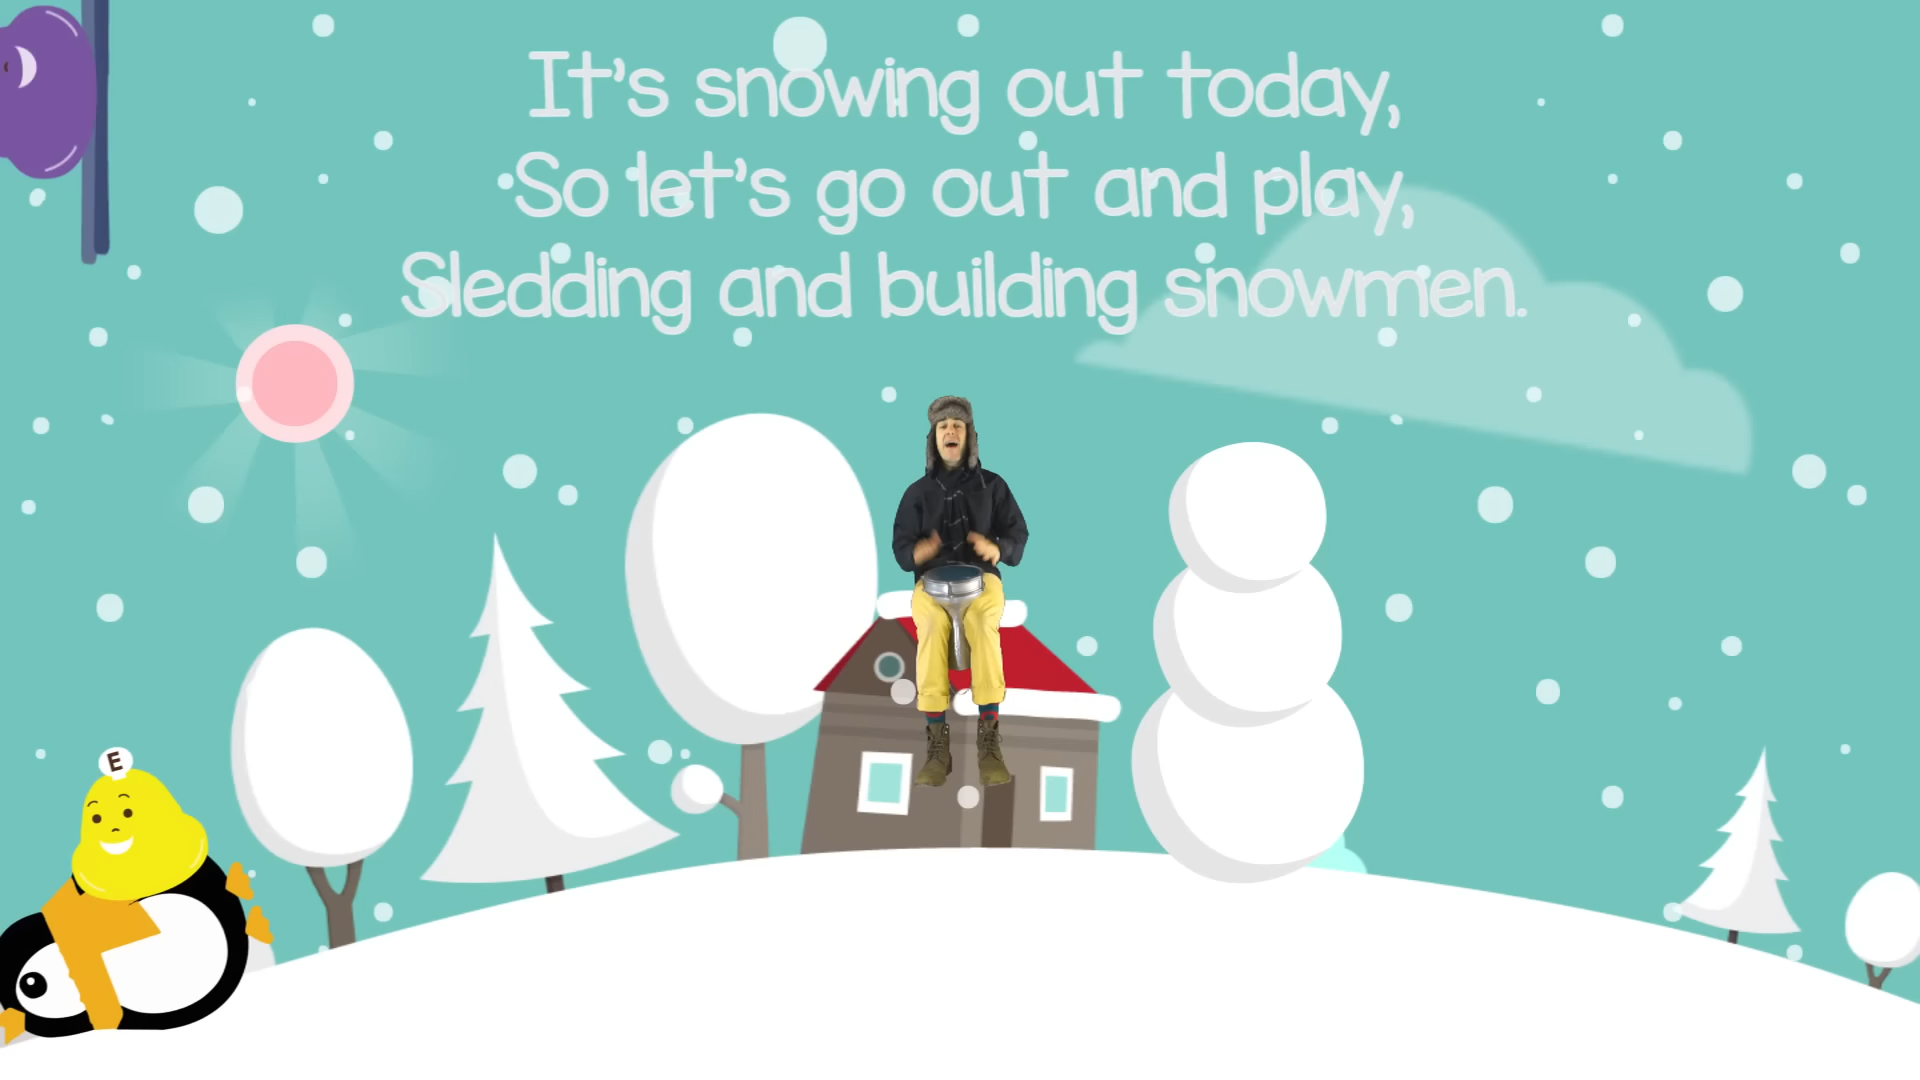 It's snowing out today,
So let's go out and play,
Sledding and building snowmen.
E